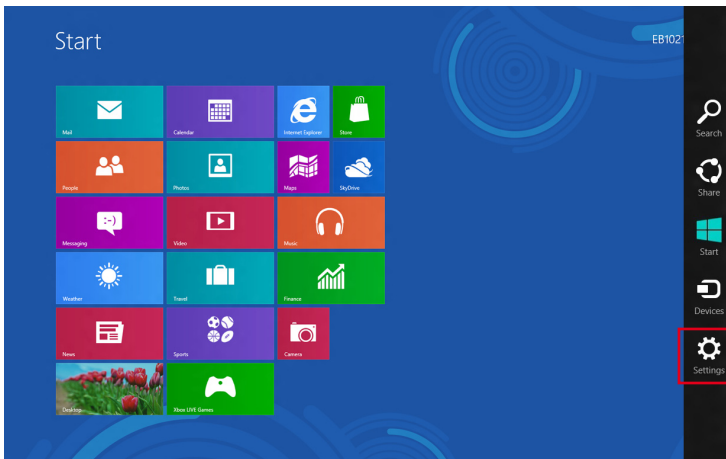 Start
EB1021
Mail
Calendar
Internet Explorer
Store
People
Photos
Maps
SkyDrive
Messaging
:-)
Video
Music
Weather
Travel
Finance
News
Sports
Camera
Desktop
Xbox LIVE Games
Search
Share
Start
Devices
Settings